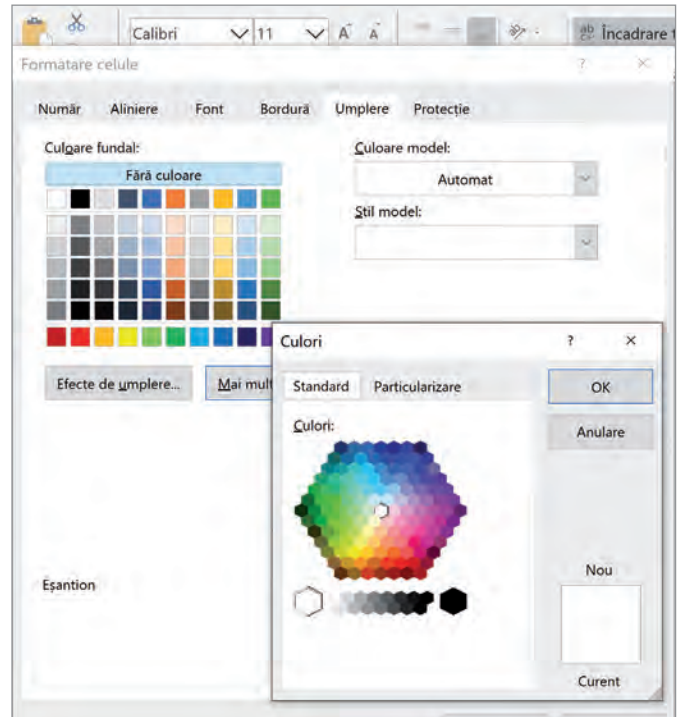 Calibri 11 A A ab Încadrare
Formatare celule ? ×
Număr Aliniere Font Bordură Umplere Protecție
Culoare fundal: Culoare model:
Fără culoare Automat
Stil model:
Culori ? ×
Efecte de umplere... Mai mult
Standard Particularizare OK
Culori: Anulare
Nou
Eșantion
Curent